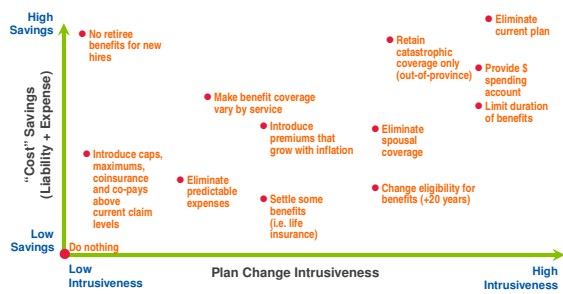 High
Savings
No retiree
benefits for new
hires
Retain
catastrophic
coverage only
(out-of-province)
Eliminate
current plan
Provide $
spending
account
Limit duration
of benefits
Make benefit coverage
vary by service
Introduce
premiums that
grow with inflation
Eliminate
spousal
coverage
"Cost" Savings
(Liability + Expense)
Introduce caps,
maximums,
coinsurance
and co-pays
above
current claim
levels
Eliminate
predictable
expenses
Settle some
benefits
(i.e. life
insurance)
Change eligibility for
benefits (+20 years)
Low
Savings
Do nothing
Low
Intrusiveness
Plan Change Intrusiveness
High
Intrusiveness